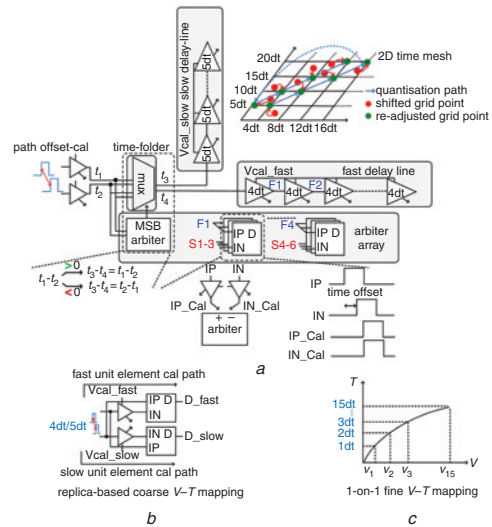 Vcal_slow slow delay-line
5dt
5dt
5dt
20dt
15dt
10dt
5dt
4dt 8dt 12dt 16dt
2D time mesh
quantisation path
shifted grid point
re-adjusted grid point
path offset-cal
time-folder
t1
t2
mux
t3
t4
MSB
arbiter
Vcal_fast
fast delay line
4dt
F1
4dt
F2
4dt
4dt
F1
S1-3
IP D
IN
F4
S4-6
IP D
IN
arbiter
array
t1-t2
>0
t3-t4=t1-t2
<0
t3-t4=t2-t1
IP
IN
IP_Cal
IN_Cal
+ −
arbiter
IP
time offset
IN
IP_Cal
IN_Cal
a
fast unit element cal path
Vcal_fast
IP D
IN
D_fast
4dt/5dt
IN D
IP
D_slow
Vcal_slow
slow unit element cal path
replica-based coarse V–T mapping
b
T
15dt
3dt
2dt
1dt
v1 v2 v3 v15
V
1-on-1 fine V–T mapping
c